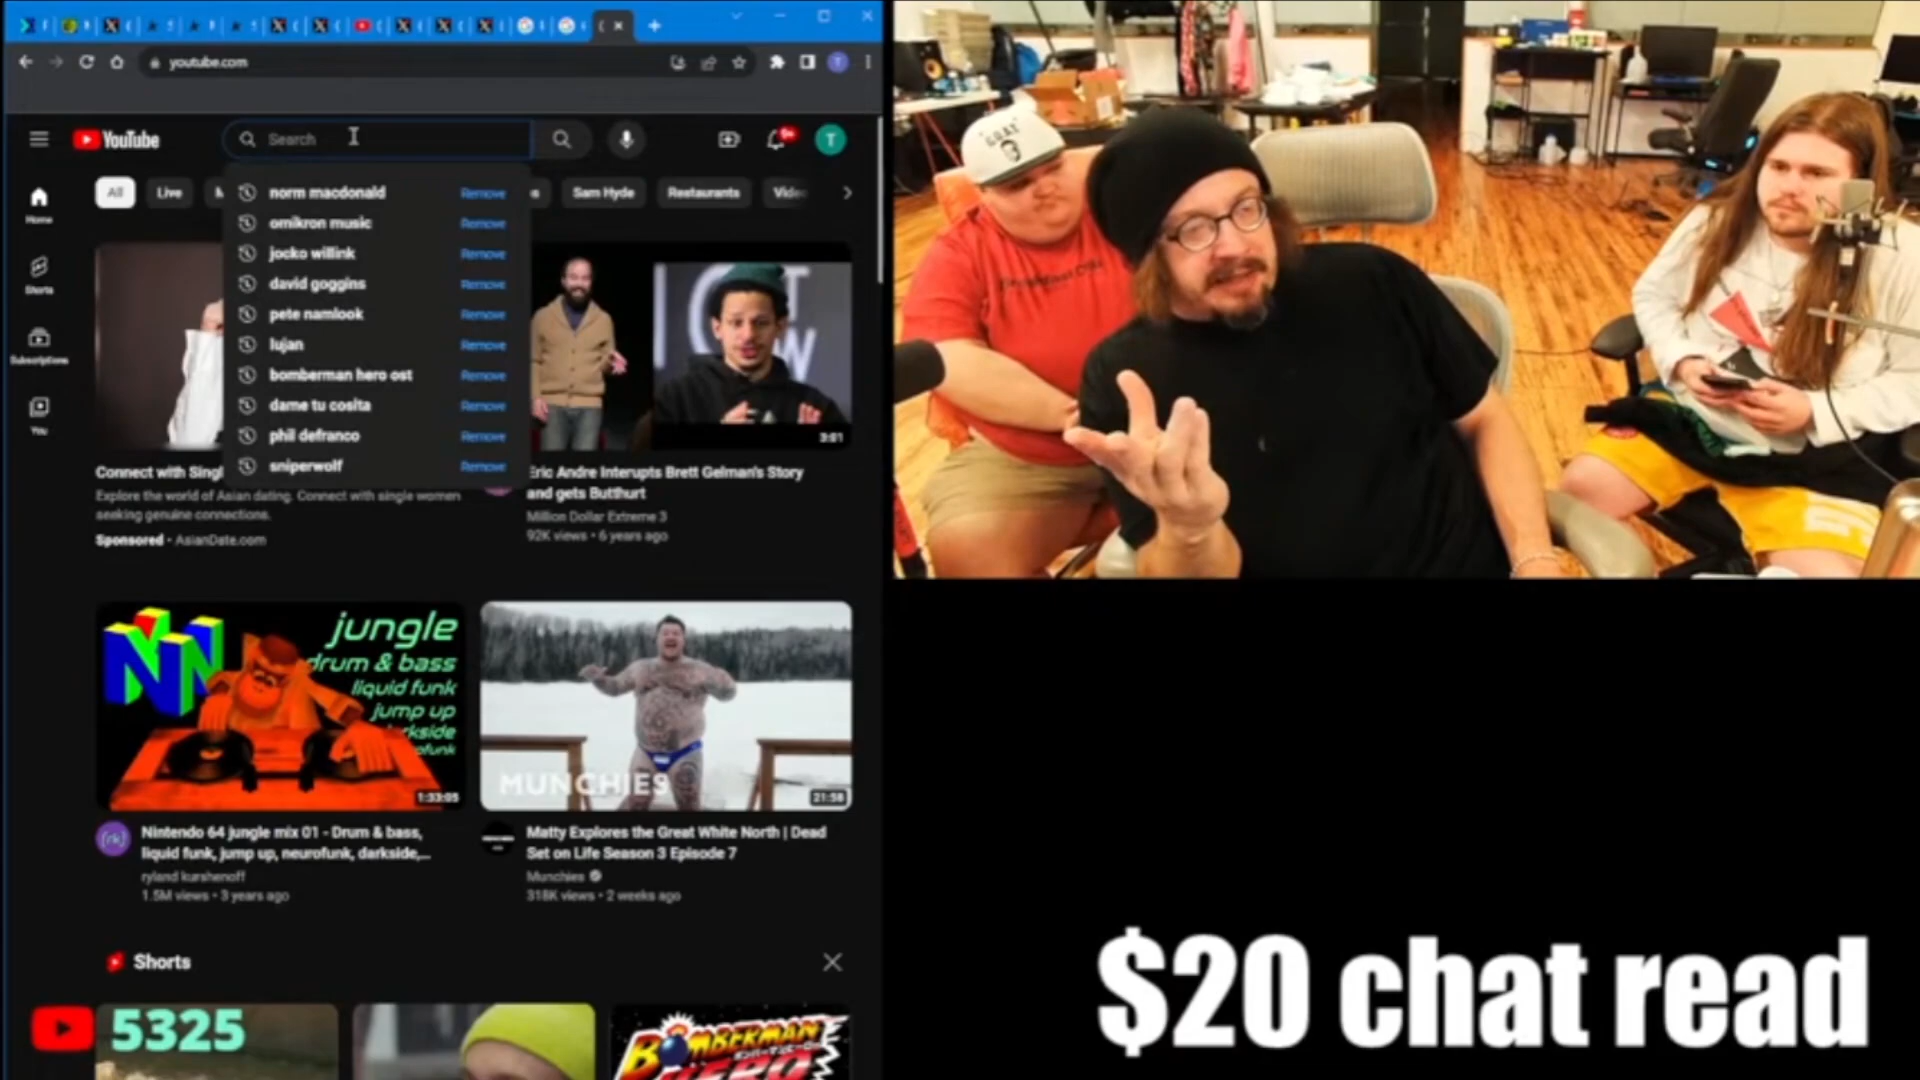 youtube.com
YouTube
Search
9+
T
norm macdonald Remove
omikron music Remove
jocko willink Remove
david goggins Remove
pete namlook Remove
lujan Remove
bomberman hero ost Remove
dame tu cosita Remove
phil defranco Remove
sniperwolf Remove
All
Live
Sam Hyde
Restaurants
Home
Shorts
Subscriptions
You
Connect with Singl
Explore the world of Asian dating. Connect with single women
seeking genuine connections.
Sponsored · AsianDate.com
3:01
Eric Andre Interupts Brett Gelman's Story
and gets Butthurt
Million Dollar Extreme 3
92K views • 6 years ago
jungle
drum & bass
liquid funk
jump up
1:33:05
Nintendo 64 jungle mix 01 - Drum & bass,
liquid funk, jump up, neurofunk, darkside,...
ryland kurshenoff
1.5M views • 3 years ago
MUNCHIES
21:58
Matty Explores the Great White North | Dead
Set on Life Season 3 Episode 7
Munchies
318K views • 2 weeks ago
Shorts
5325
BOMBERMAN
HERO
G.O.A.T
$20 chat read